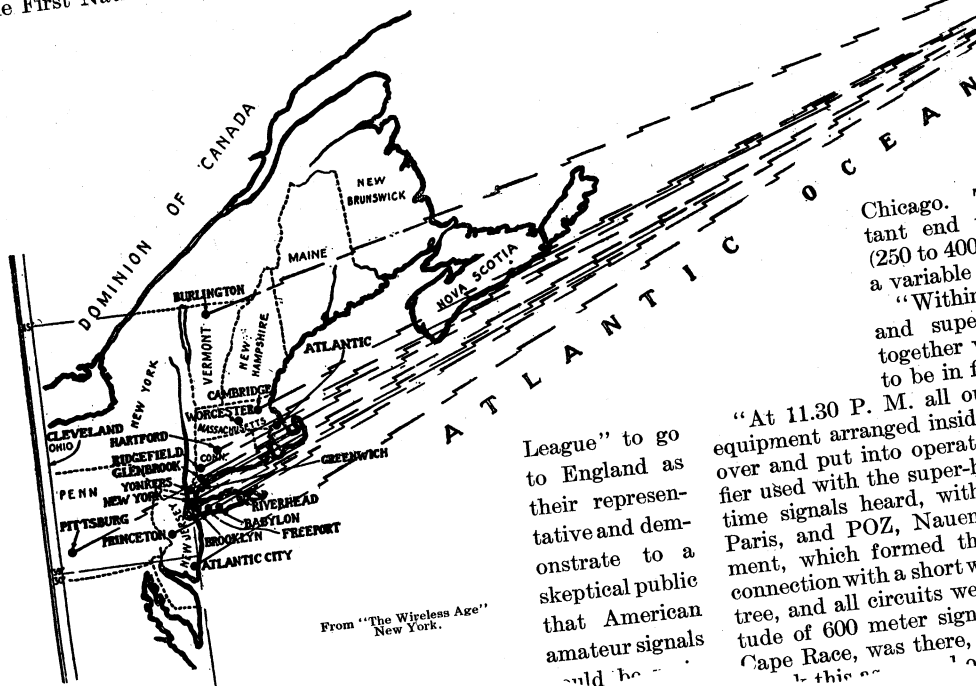 First
DOMINION OF CANADA
NEW
BRUNSWICK
MAINE
NOVA SCOTIA
ATLANTIC OCEAN
BURLINGTON
VERMONT
NEW
HAMPSHIRE
NEW YORK
ATLANTIC
CAMBRIDGE
WORCESTER
MASSACHUSETTS
CLEVELAND
OHIO
HARTFORD
CONN.
RIDGEFIELD
GLENBROOK
YONKERS
NEW YORK
PENN
GREENWICH
RIVERHEAD
BABYLON
FREEPORT
BROOKLYN
PITTSBURG
PRINCETON
NEW JERSEY
ATLANTIC CITY
From "The Wireless Age"
New York.
League" to go
to England as
their represen-
tative and dem-
onstrate to a
skeptical public
that American
amateur signals
Chicago.
tant end
(250 to 400
a variable
"Within
and supe
together
to be in f
"At 11.30 P. M. all ou
equipment arranged insid
over and put into operat
fier used with the super-h
time signals heard, with
Paris, and POZ, Nauen
ment, which formed th
connection with a short w
tree, and all circuits we
tude of 600 meter sign
Cape Race, was there,
this as